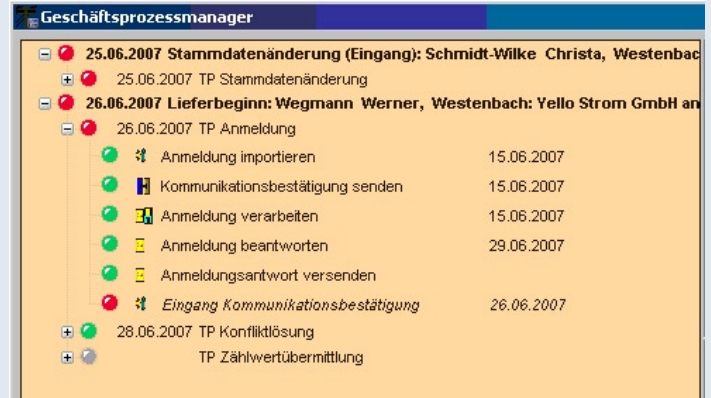 Geschäftsprozessmanager
25.06.2007 Stammdatenänderung (Eingang): Schmidt-Wilke Christa, Westenbac
25.06.2007 TP Stammdatenänderung
26.06.2007 Lieferbeginn: Wegmann Werner, Westenbach: Yello Strom GmbH an
26.06.2007 TP Anmeldung
Anmeldung importieren 15.06.2007
Kommunikationsbestätigung senden 15.06.2007
Anmeldung verarbeiten 15.06.2007
Anmeldung beantworten 29.06.2007
Anmeldungsantwort versenden
Eingang Kommunikationsbestätigung 26.06.2007
28.06.2007 TP Konfliktlösung
TP Zählwertübermittlung